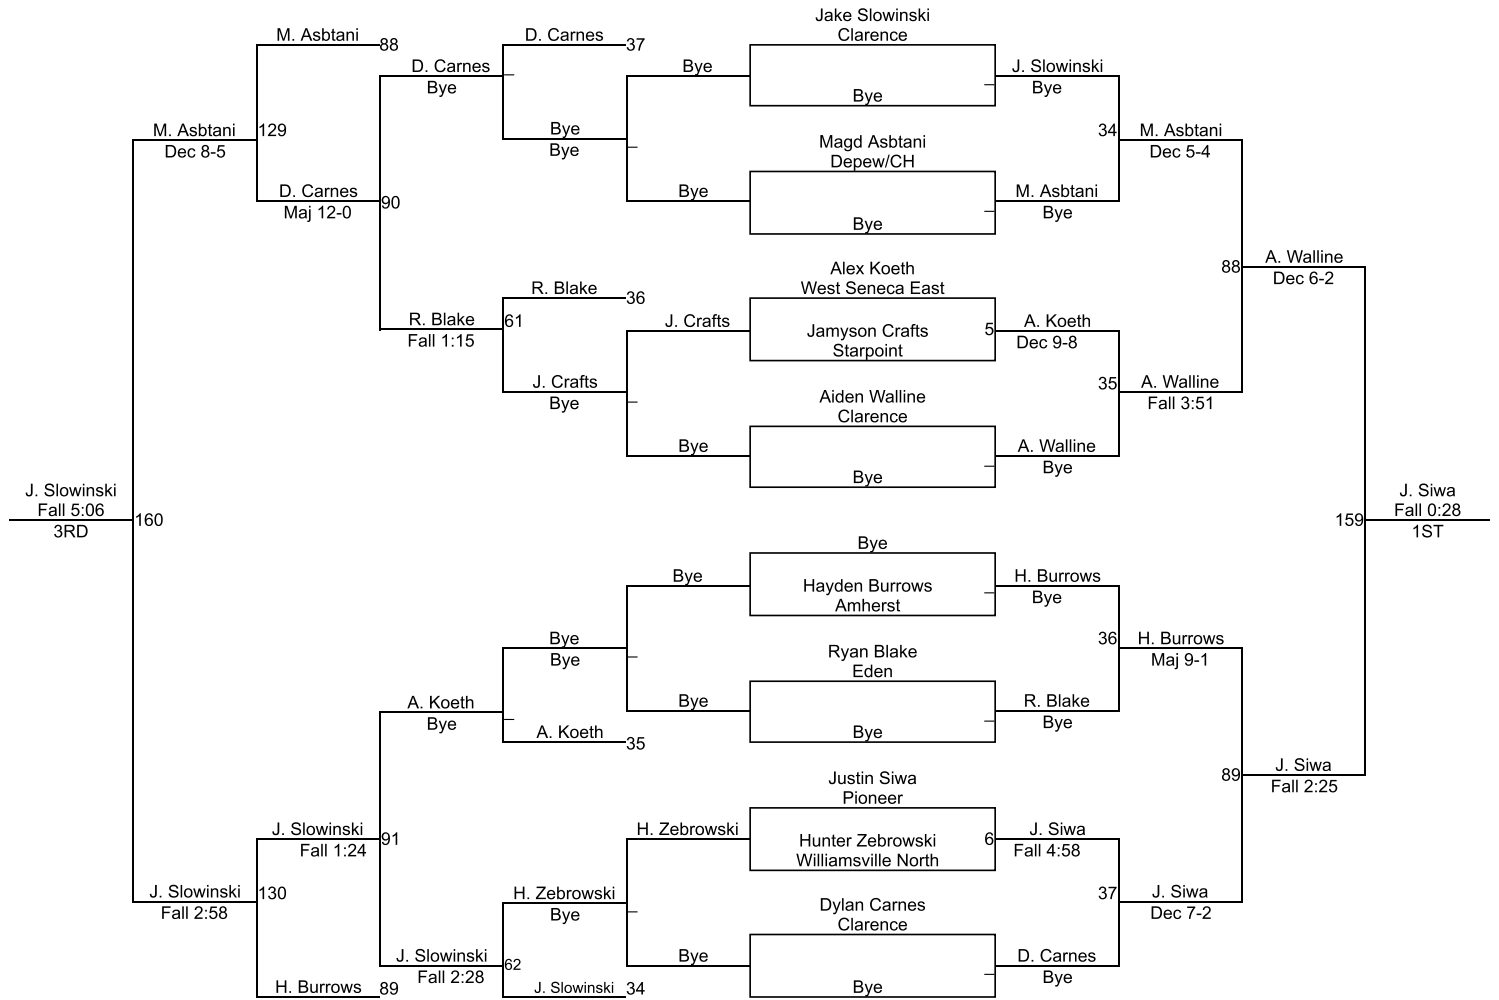 Jake Slowinski
Clarence
M. Asbtani
88
D. Carnes
37
D. Carnes
Bye
Bye
Bye
J. Slowinski
Bye
M. Asbtani
Dec 8-5
129
Bye
Bye
Magd Asbtani
Depew/CH
34
M. Asbtani
Dec 5-4
D. Carnes
Maj 12-0
90
Bye
Bye
M. Asbtani
Bye
88
A. Walline
Dec 6-2
Alex Koeth
West Seneca East
R. Blake
36
R. Blake
Fall 1:15
61
J. Crafts
Jamyson Crafts
Starpoint
5
A. Koeth
Dec 9-8
J. Crafts
Bye
Aiden Walline
Clarence
35
A. Walline
Fall 3:51
Bye
Bye
A. Walline
Bye
J. Slowinski
Fall 5:06
3RD
160
159
J. Siwa
Fall 0:28
1ST
Bye
Bye
Hayden Burrows
Amherst
H. Burrows
Bye
Bye
Bye
Ryan Blake
Eden
36
H. Burrows
Maj 9-1
A. Koeth
Bye
Bye
Bye
R. Blake
Bye
A. Koeth
35
Justin Siwa
Pioneer
89
J. Siwa
Fall 2:25
J. Slowinski
Fall 1:24
91
H. Zebrowski
Hunter Zebrowski
Williamsville North
6
J. Siwa
Fall 4:58
J. Slowinski
Fall 2:58
130
H. Zebrowski
Bye
Dylan Carnes
Clarence
37
J. Siwa
Dec 7-2
J. Slowinski
Fall 2:28
62
Bye
Bye
D. Carnes
Bye
H. Burrows
89
J. Slowinski
34